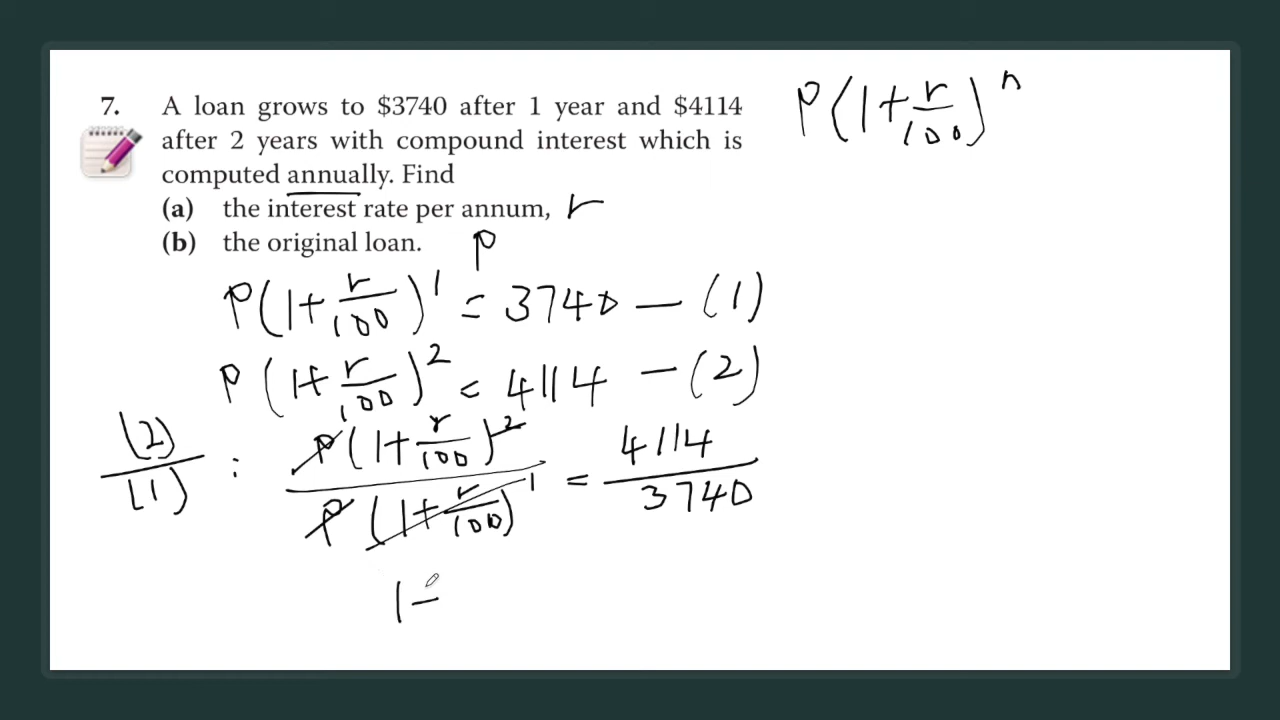 7. A loan grows to $3740 after 1 year and $4114
after 2 years with compound interest which is
computed annually. Find
(a) the interest rate per annum, r
(b) the original loan. P
P(1+r/100)^n
P(1+r/100)^1 = 3740 — (1)
P(1+r/100)^2 = 4114 — (2)
(2)/(1) : P(1+r/100)^2 / P(1+r/100)^1 = 4114/3740
1-